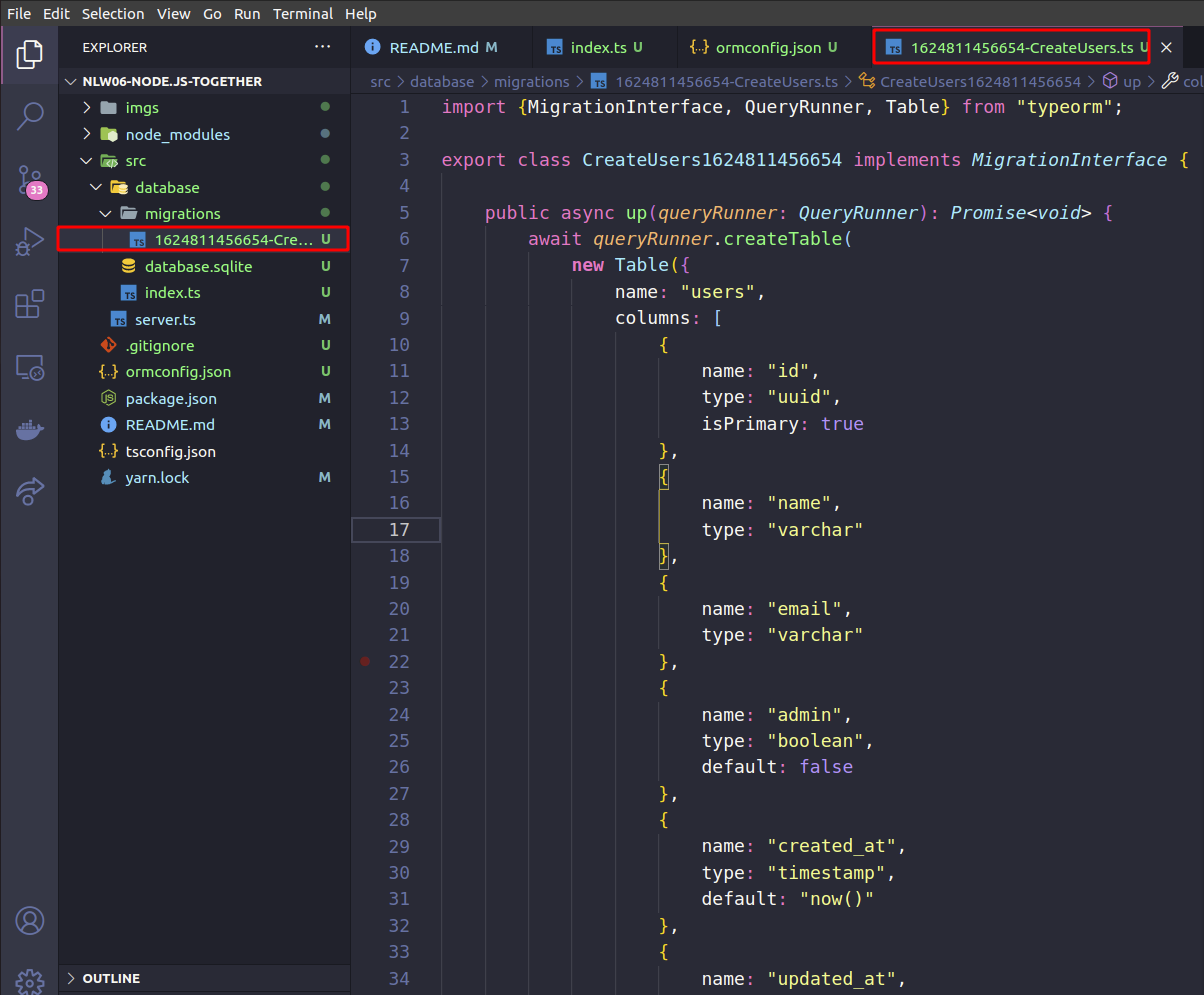 File Edit Selection View Go Run Terminal Help
EXPLORER ...
NLW06-NODE.JS-TOGETHER
imgs
node_modules
src
database
migrations
TS 1624811456654-Cre... U
database.sqlite U
TS index.ts U
TS server.ts M
.gitignore U
{..} ormconfig.json U
JS package.json M
i README.md M
{..} tsconfig.json
yarn.lock M
33
OUTLINE
i README.md M
TS index.ts U
{..} ormconfig.json U
TS 1624811456654-CreateUsers.ts U
src > database > migrations > TS 1624811456654-CreateUsers.ts > CreateUsers1624811456654 > up > col
1 import {MigrationInterface, QueryRunner, Table} from "typeorm";
2
3 export class CreateUsers1624811456654 implements MigrationInterface {
4
5 public async up(queryRunner: QueryRunner): Promise<void> {
6 await queryRunner.createTable(
7 new Table({
8 name: "users",
9 columns: [
10 {
11 name: "id",
12 type: "uuid",
13 isPrimary: true
14 },
15 {
16 name: "name",
17 type: "varchar"
18 },
19 {
20 name: "email",
21 type: "varchar"
22 },
23 {
24 name: "admin",
25 type: "boolean",
26 default: false
27 },
28 {
29 name: "created_at",
30 type: "timestamp",
31 default: "now()"
32 },
33 {
34 name: "updated_at",